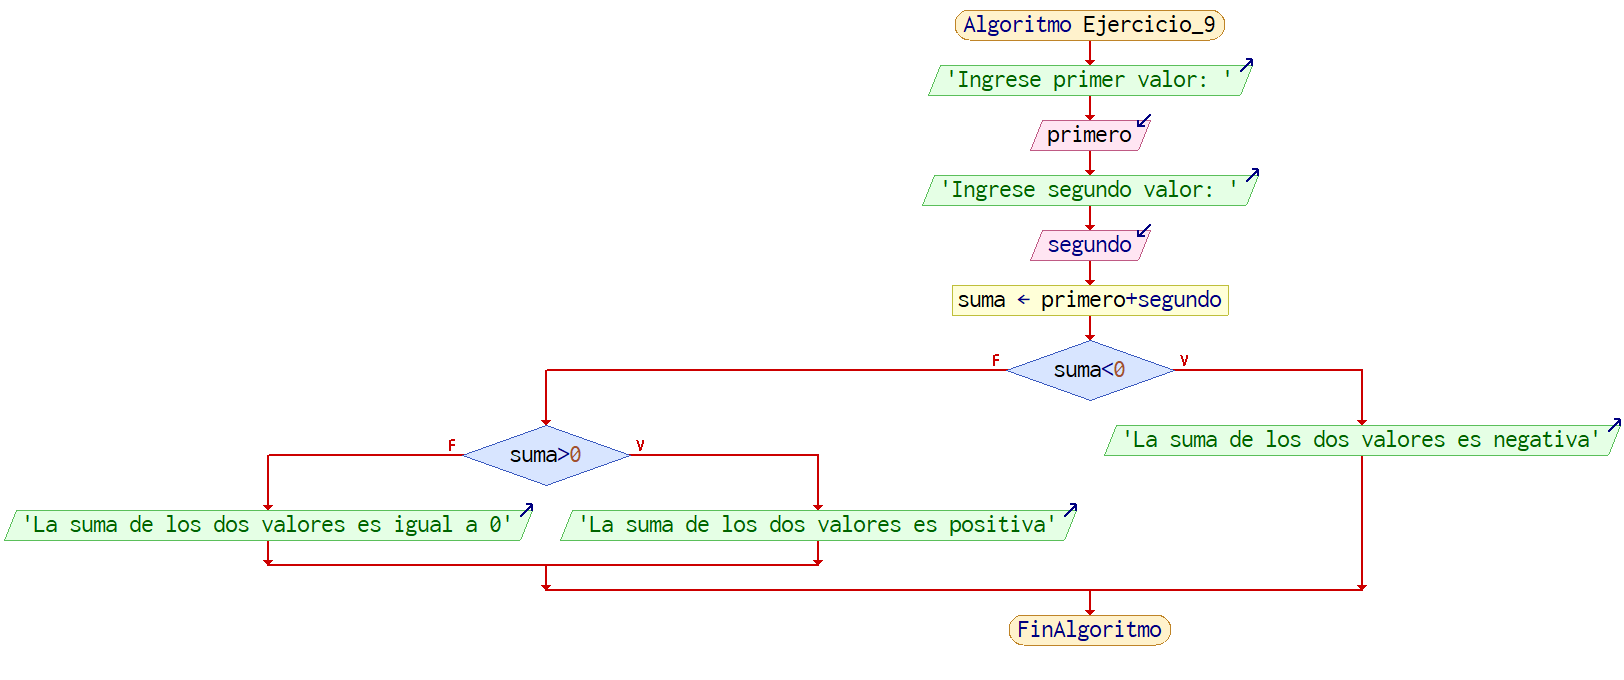 Algoritmo Ejercicio_9
'Ingrese primer valor: '
primero
'Ingrese segundo valor: '
segundo
suma ← primero+segundo
F
suma<0
V
F
suma>0
V
'La suma de los dos valores es negativa'
'La suma de los dos valores es igual a 0'
'La suma de los dos valores es positiva'
FinAlgoritmo